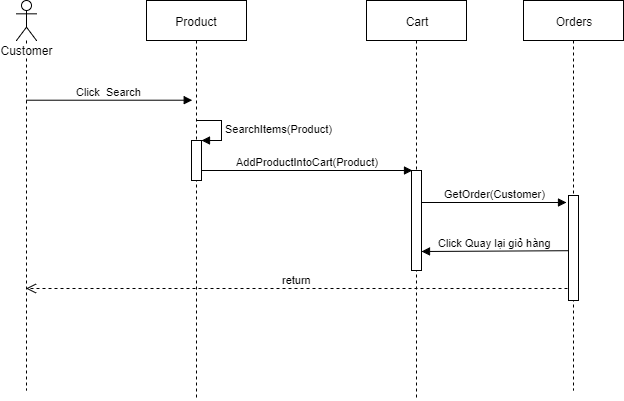 Product
Cart
Orders
Customer
Click  Search
SearchItems(Product)
AddProductIntoCart(Product)
GetOrder(Customer)
Click Quay lại giỏ hàng
return